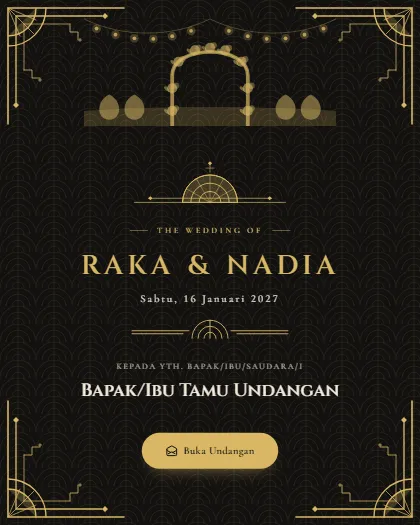 THE WEDDING OF
RAKA & NADIA
Sabtu, 16 Januari 2027
KEPADA YTH. BAPAK/IBU/SAUDARA/I
Bapak/Ibu Tamu Undangan
Buka Undangan